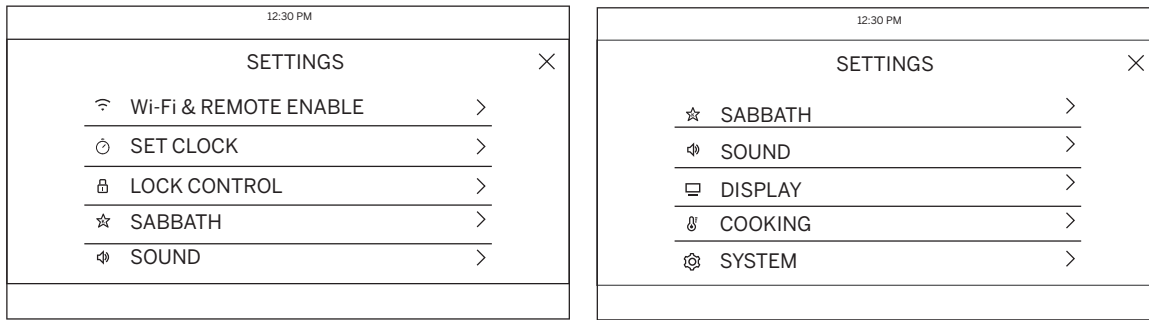 12:30 PM
SETTINGS
Wi-Fi & REMOTE ENABLE
SET CLOCK
LOCK CONTROL
SABBATH
SOUND
12:30 PM
SETTINGS
SABBATH
SOUND
DISPLAY
COOKING
SYSTEM